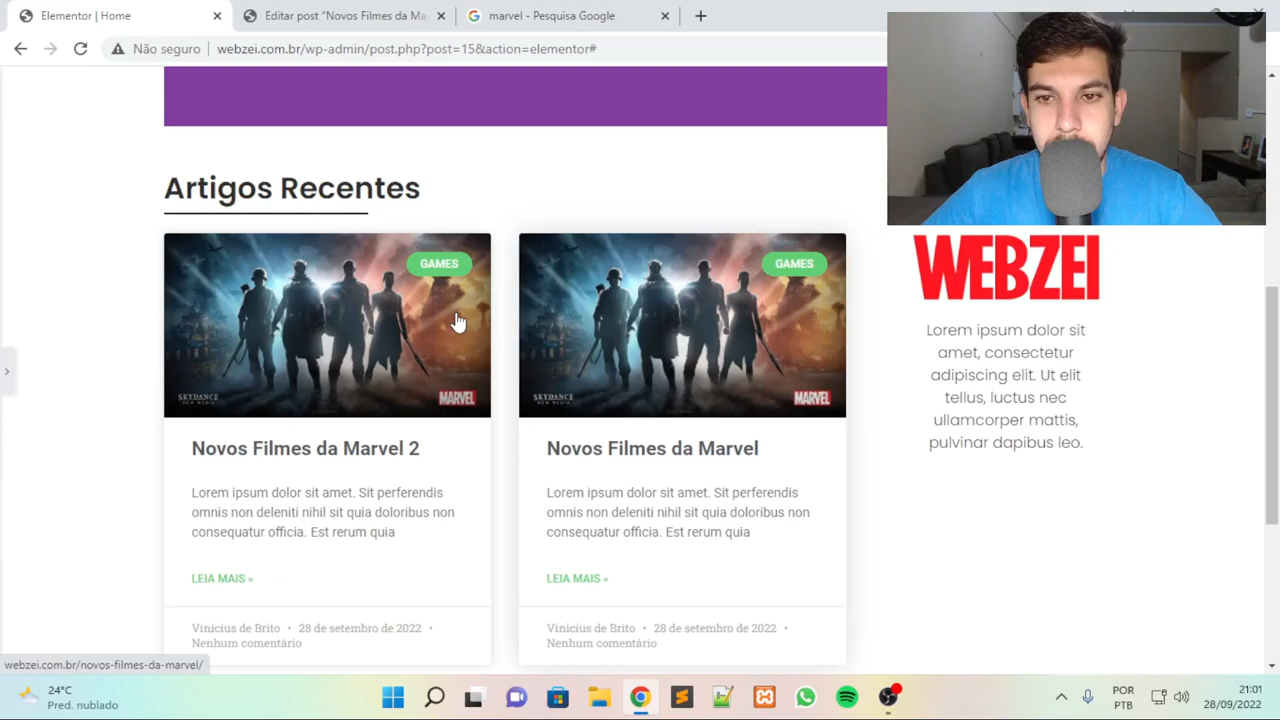 Elementor | Home
Editar post "Novos Filmes da Ma
marvel - Pesquisa Google
Não seguro
webzei.com.br/wp-admin/post.php?post=15&action=elementor#
Artigos Recentes
GAMES
GAMES
SKYDANCE
NEW MEDIA
MARVEL
SKYDANCE
NEW MEDIA
MARVEL
WEBZEI
Lorem ipsum dolor sit
amet, consectetur
adipiscing elit. Ut elit
tellus, luctus nec
ullamcorper mattis,
pulvinar dapibus leo.
Novos Filmes da Marvel 2
Lorem ipsum dolor sit amet. Sit perferendis
omnis non deleniti nihil sit quia doloribus non
consequatur officia. Est rerum quia
LEIA MAIS »
Vinicius de Brito • 28 de setembro de 2022 •
Nenhum comentário
Novos Filmes da Marvel
Lorem ipsum dolor sit amet. Sit perferendis
omnis non deleniti nihil sit quia doloribus non
consequatur officia. Est rerum quia
LEIA MAIS »
Vinicius de Brito • 28 de setembro de 2022 •
Nenhum comentário
webzei.com.br/novos-filmes-da-marvel/
24°C
Pred. nublado
POR
PTB
21:01
28/09/2022